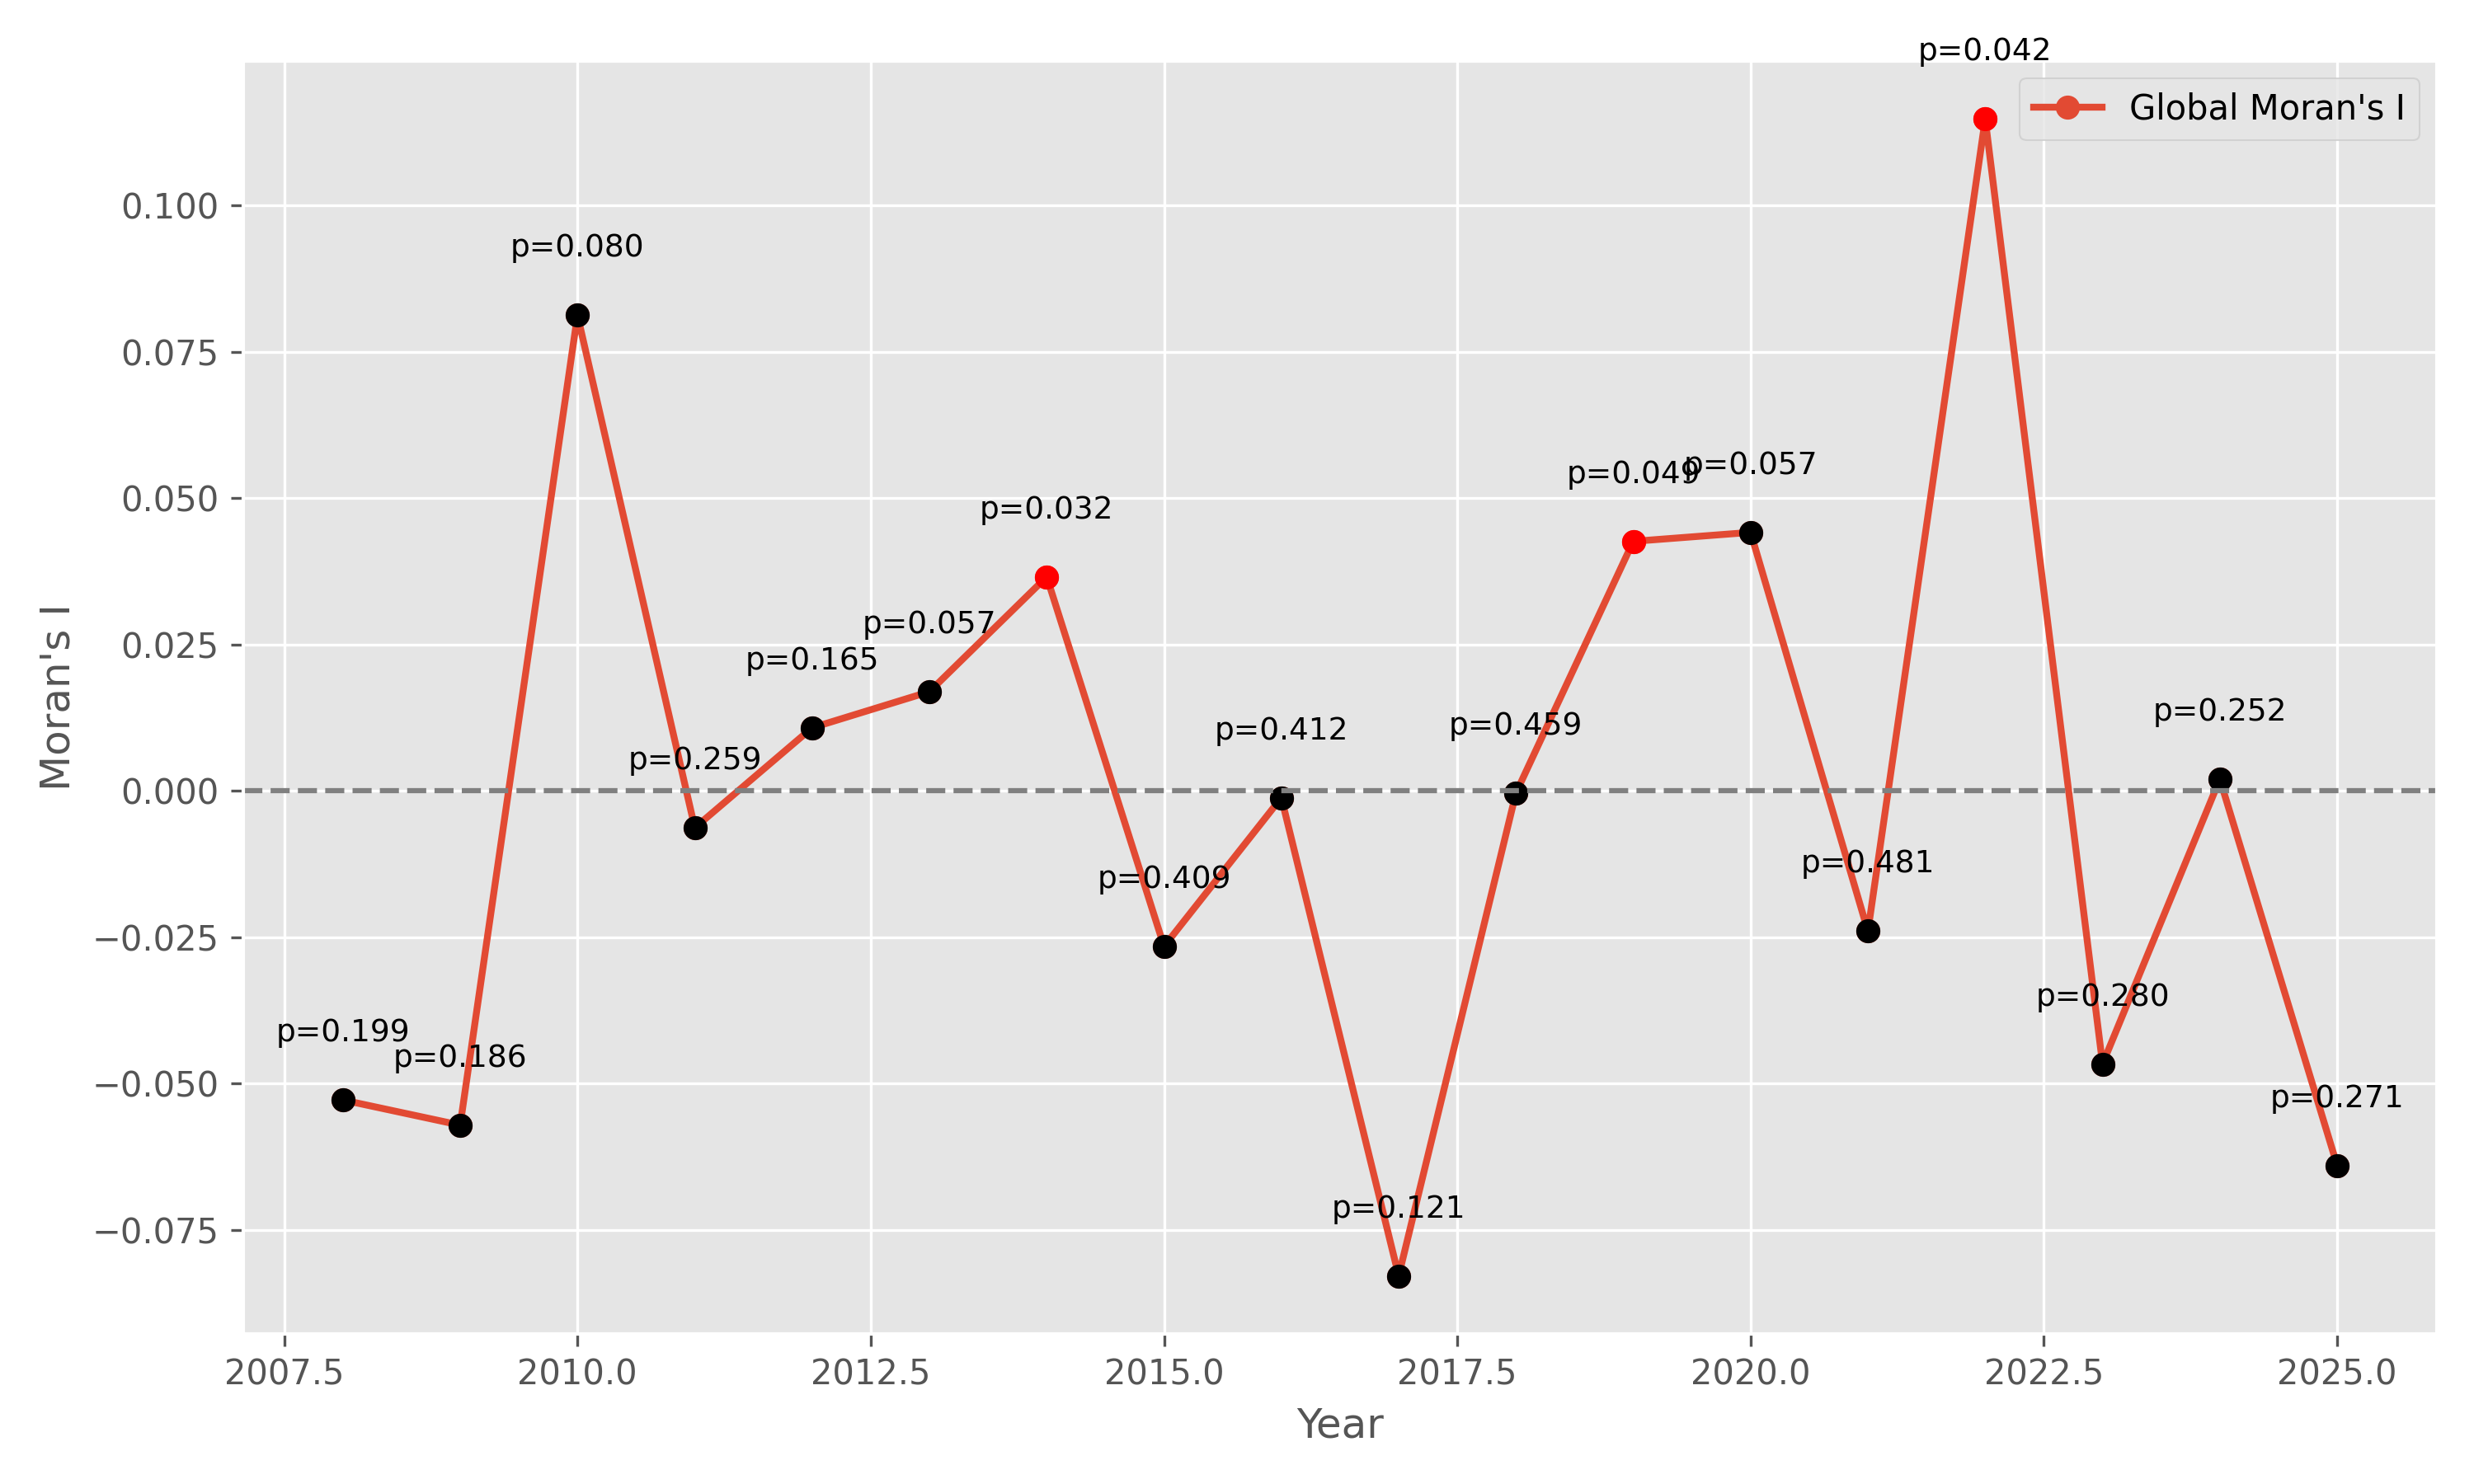 p=0.042
Global Moran's I
0.100
p=0.080
0.075
p=0.049
p=0.057
0.050
p=0.032
p=0.057
0.025
p=0.165
p=0.412
p=0.459
p=0.252
p=0.259
0.000
p=0.409
p=0.481
−0.025
p=0.280
p=0.199
p=0.186
−0.050
p=0.271
p=0.121
−0.075
Moran's I
2007.5 2010.0 2012.5 2015.0 2017.5 2020.0 2022.5 2025.0
Year